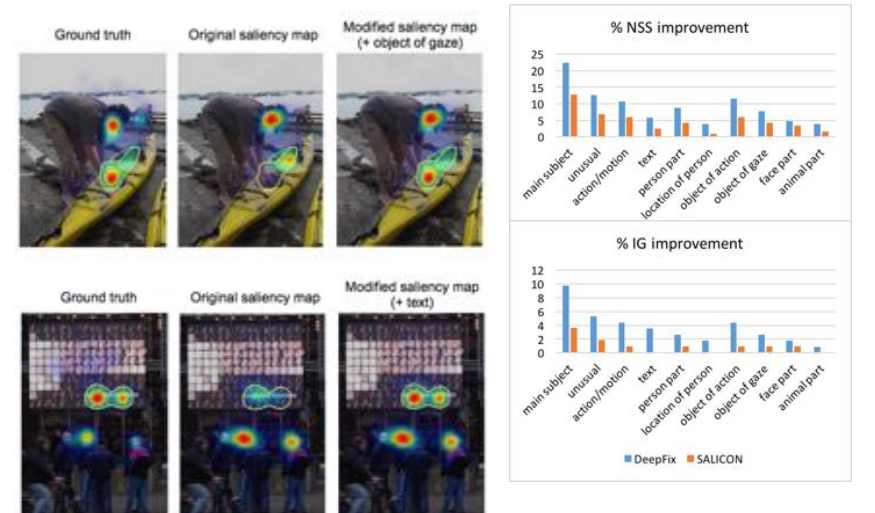 Ground truth
Original saliency map
Modified saliency map
(+ object of gaze)
Ground truth
Original saliency map
Modified saliency map
(+ text)
% NSS improvement
25
20
15
10
5
0
main subject
unusual
action/motion
text
person part
location of person
object of action
object of gaze
face part
animal part
% IG improvement
12
10
8
6
4
2
0
main subject
unusual
action/motion
text
person part
location of person
object of action
object of gaze
face part
animal part
DeepFix
SALICON